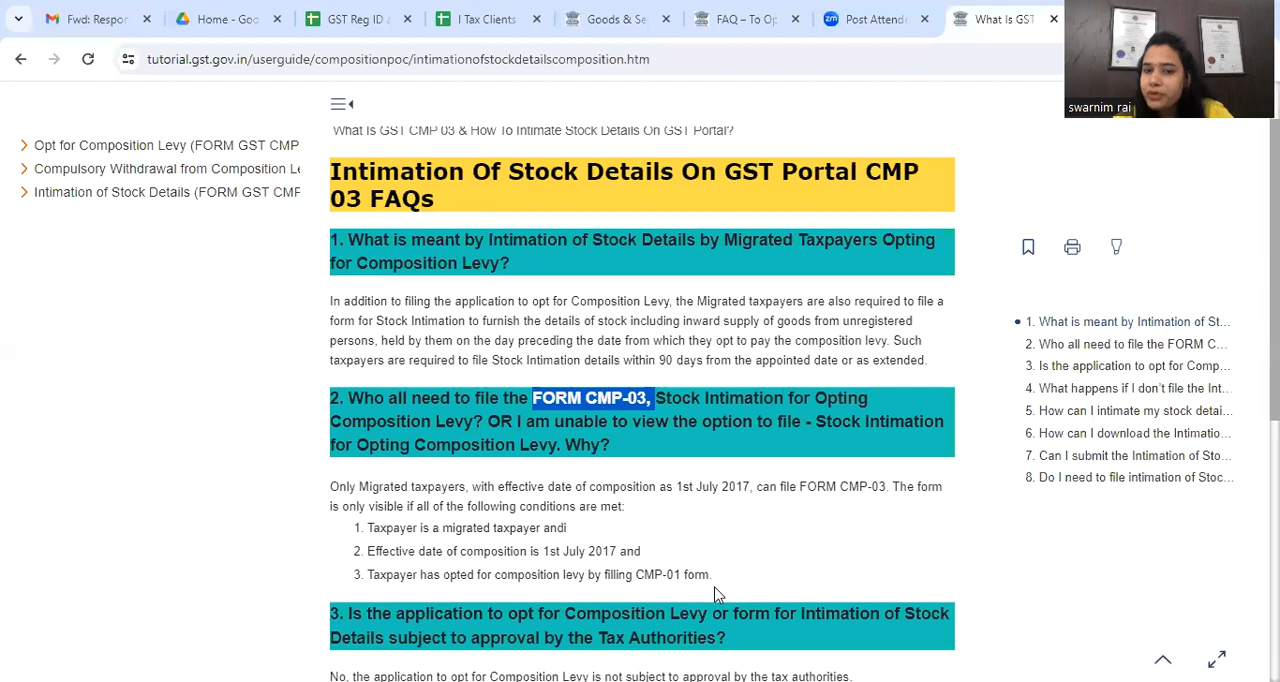 Fwd: Respor
Home - Goo
GST Reg ID a
I Tax Clients
Goods & Se
FAQ – To Op
Post Attende
What Is GST
tutorial.gst.gov.in/userguide/compositionpoc/intimationofstockdetailscomposition.htm
swarnim rai
What Is GST CMP 03 & How To Intimate Stock Details On GST Portal?
Opt for Composition Levy (FORM GST CMP
Compulsory Withdrawal from Composition Le
Intimation of Stock Details (FORM GST CMP
Intimation Of Stock Details On GST Portal CMP
03 FAQs
1. What is meant by Intimation of Stock Details by Migrated Taxpayers Opting
for Composition Levy?
In addition to filing the application to opt for Composition Levy, the Migrated taxpayers are also required to file a
form for Stock Intimation to furnish the details of stock including inward supply of goods from unregistered
persons, held by them on the day preceding the date from which they opt to pay the composition levy. Such
taxpayers are required to file Stock Intimation details within 90 days from the appointed date or as extended.
2. Who all need to file the FORM CMP-03, Stock Intimation for Opting
Composition Levy? OR I am unable to view the option to file - Stock Intimation
for Opting Composition Levy. Why?
Only Migrated taxpayers, with effective date of composition as 1st July 2017, can file FORM CMP-03. The form
is only visible if all of the following conditions are met:
1. Taxpayer is a migrated taxpayer andi
2. Effective date of composition is 1st July 2017 and
3. Taxpayer has opted for composition levy by filling CMP-01 form.
3. Is the application to opt for Composition Levy or form for Intimation of Stock
Details subject to approval by the Tax Authorities?
No, the application to opt for Composition Levy is not subject to approval by the tax authorities.
1. What is meant by Intimation of St...
2. Who all need to file the FORM C...
3. Is the application to opt for Comp...
4. What happens if I don't file the Int...
5. How can I intimate my stock detai...
6. How can I download the Intimatio...
7. Can I submit the Intimation of Sto...
8. Do I need to file intimation of Stoc...